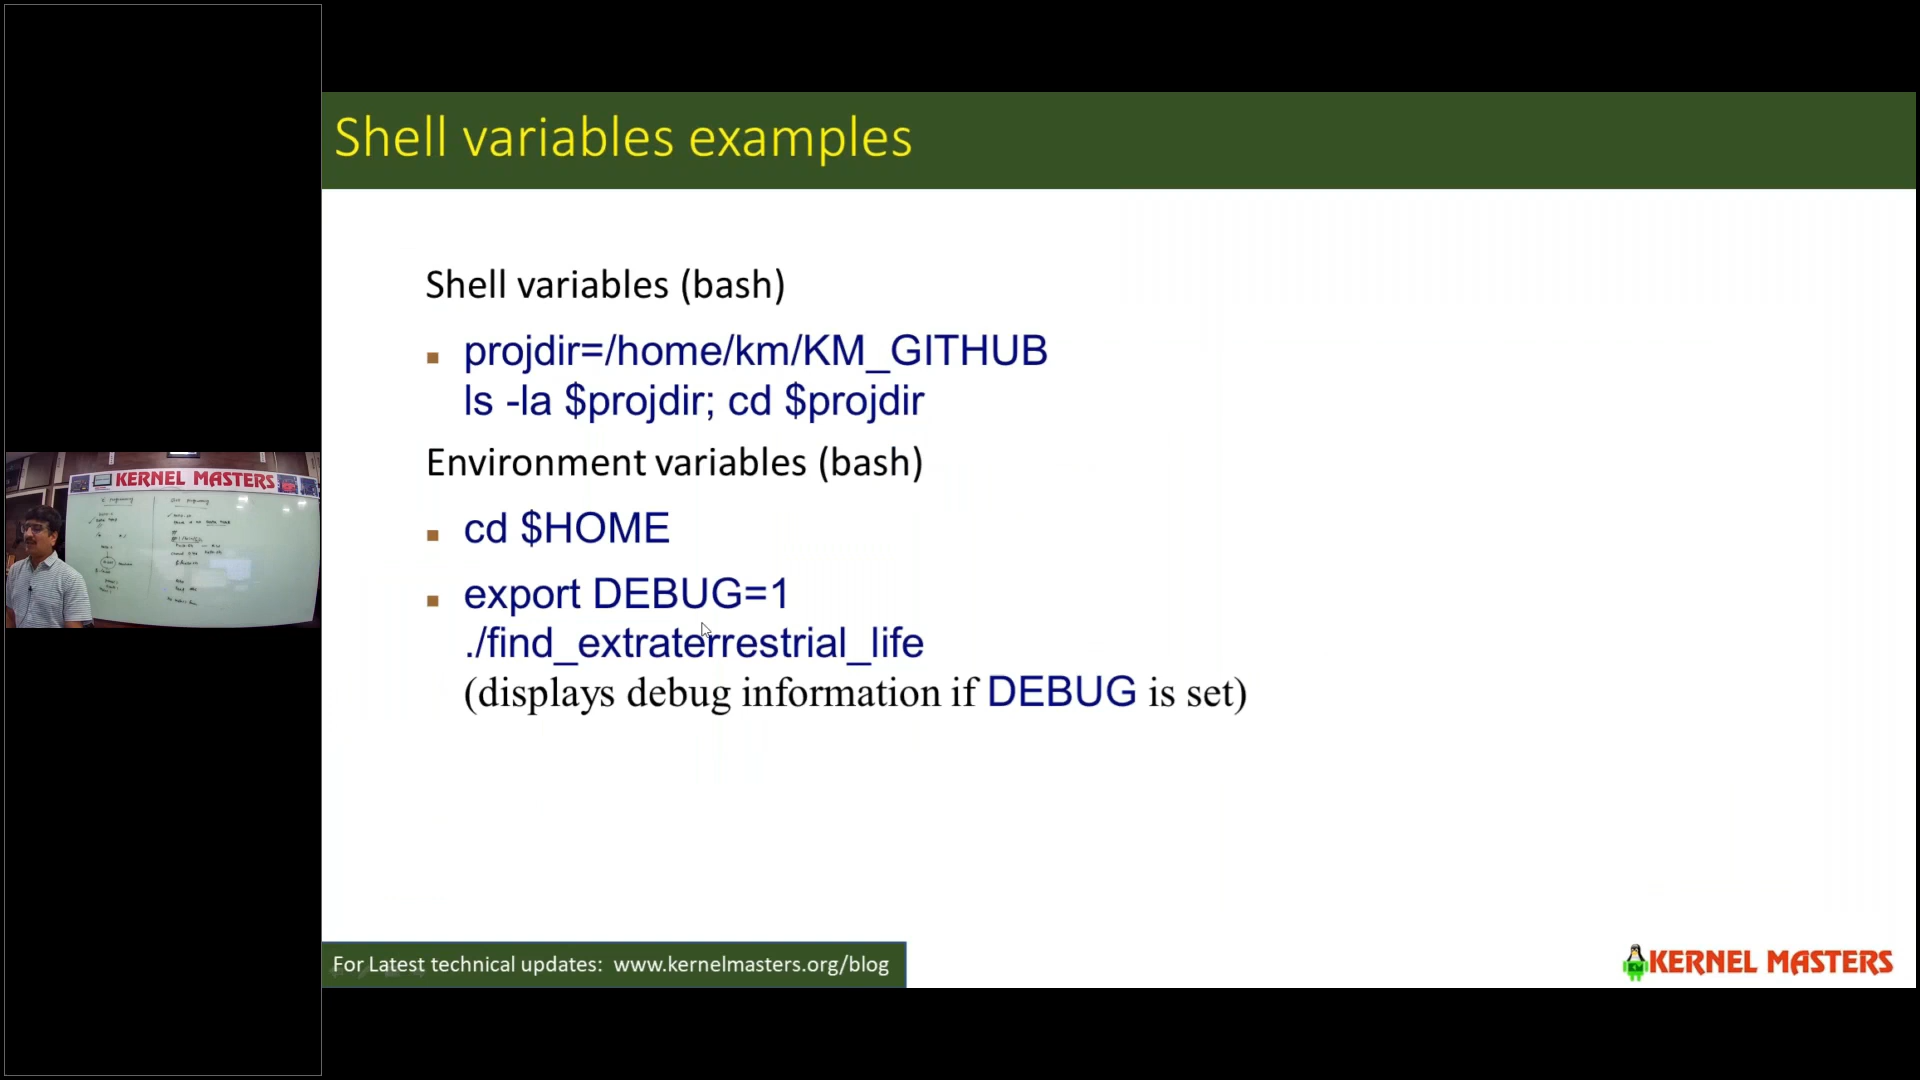 Shell variables examples
Shell variables (bash)
projdir=/home/km/KM_GITHUB
ls -la $projdir; cd $projdir
Environment variables (bash)
cd $HOME
export DEBUG=1
./find_extraterrestrial_life
(displays debug information if DEBUG is set)
KERNEL MASTERS
For Latest technical updates: www.kernelmasters.org/blog
KERNEL MASTERS